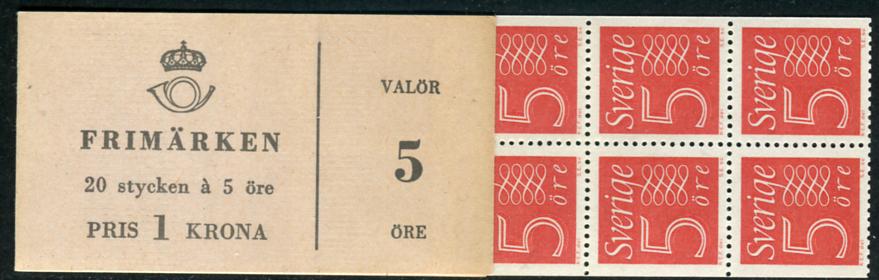 FRIMÄRKEN
20 stycken à 5 öre
PRIS 1 KRONA
VALÖR
5
ÖRE
5 öre
Sverige 5 öre
Sverige 5 öre
5 öre
Sverige 5 öre
Sverige 5 öre